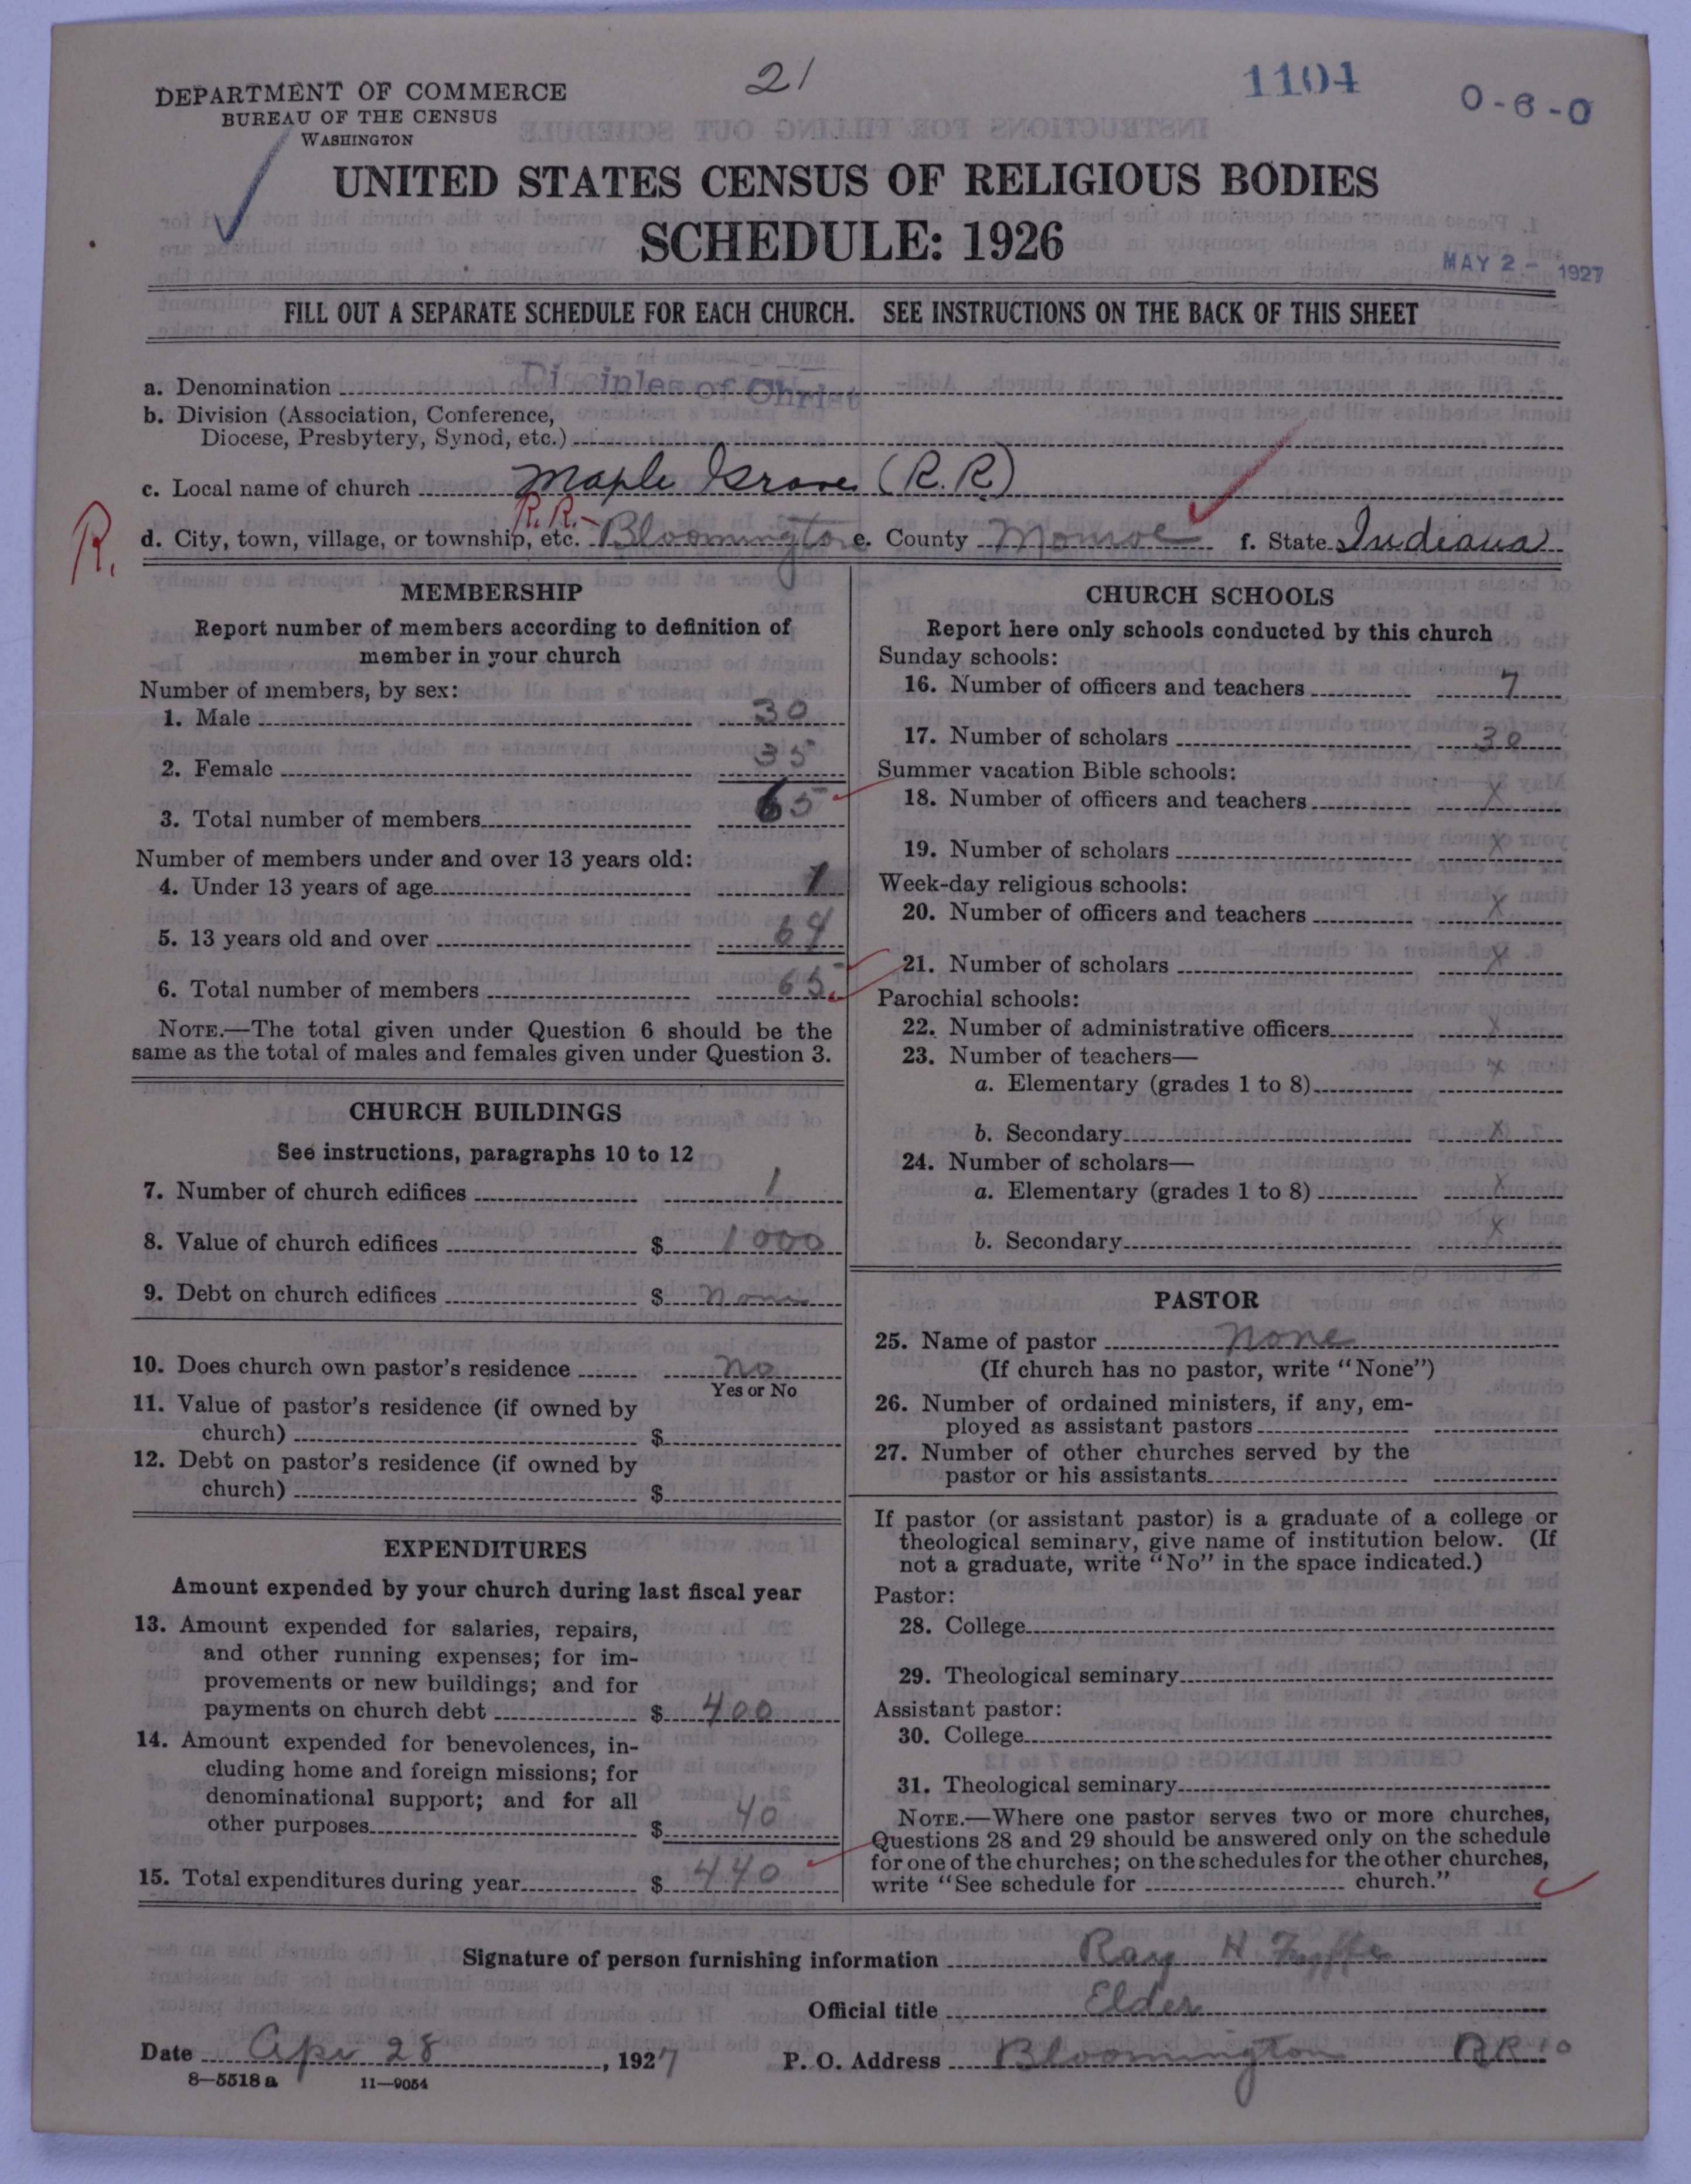 21
1104
0-6-0
DEPARTMENT OF COMMERCE
BUREAU OF THE CENSUS
WASHINGTON
UNITED STATES CENSUS OF RELIGIOUS BODIES
SCHEDULE: 1926
MAY 2 - 1927
FILL OUT A SEPARATE SCHEDULE FOR EACH CHURCH. SEE INSTRUCTIONS ON THE BACK OF THIS SHEET
a. Denomination Disciples of Christ
b. Division (Association, Conference,
Diocese, Presbytery, Synod, etc.)
c. Local name of church Maple Grove (R.R.)
R. d. City, town, village, or township, etc. R.R.- Bloomington e. County Monroe f. State Indiana
MEMBERSHIP
Report number of members according to definition of
member in your church
Number of members, by sex:
1. Male 30
2. Female 35
3. Total number of members 65
Number of members under and over 13 years old:
4. Under 13 years of age 1
5. 13 years old and over 64
6. Total number of members 65
NOTE.—The total given under Question 6 should be the
same as the total of males and females given under Question 3.
CHURCH BUILDINGS
See instructions, paragraphs 10 to 12
7. Number of church edifices 1
8. Value of church edifices $ 1000
9. Debt on church edifices $ none
10. Does church own pastor's residence no
Yes or No
11. Value of pastor's residence (if owned by
church) $
12. Debt on pastor's residence (if owned by
church) $
EXPENDITURES
Amount expended by your church during last fiscal year
13. Amount expended for salaries, repairs,
and other running expenses; for im-
provements or new buildings; and for
payments on church debt $ 400
14. Amount expended for benevolences, in-
cluding home and foreign missions; for
denominational support; and for all
other purposes $ 40
15. Total expenditures during year $ 440
CHURCH SCHOOLS
Report here only schools conducted by this church
Sunday schools:
16. Number of officers and teachers 7
17. Number of scholars 30
Summer vacation Bible schools:
18. Number of officers and teachers X
19. Number of scholars X
Week-day religious schools:
20. Number of officers and teachers X
21. Number of scholars X
Parochial schools:
22. Number of administrative officers X
23. Number of teachers—
a. Elementary (grades 1 to 8) X
b. Secondary X
24. Number of scholars—
a. Elementary (grades 1 to 8) X
b. Secondary X
PASTOR
25. Name of pastor none
(If church has no pastor, write "None")
26. Number of ordained ministers, if any, em-
ployed as assistant pastors
27. Number of other churches served by the
pastor or his assistants
If pastor (or assistant pastor) is a graduate of a college or
theological seminary, give name of institution below. (If
not a graduate, write "No" in the space indicated.)
Pastor:
28. College
29. Theological seminary
Assistant pastor:
30. College
31. Theological seminary
NOTE.—Where one pastor serves two or more churches,
Questions 28 and 29 should be answered only on the schedule
for one of the churches; on the schedules for the other churches,
write "See schedule for church."
Signature of person furnishing information Ray H Fyffe
Official title Elder
Date Apr 28, 1927 P. O. Address Bloomington RR 10
8—5518 a 11—9054